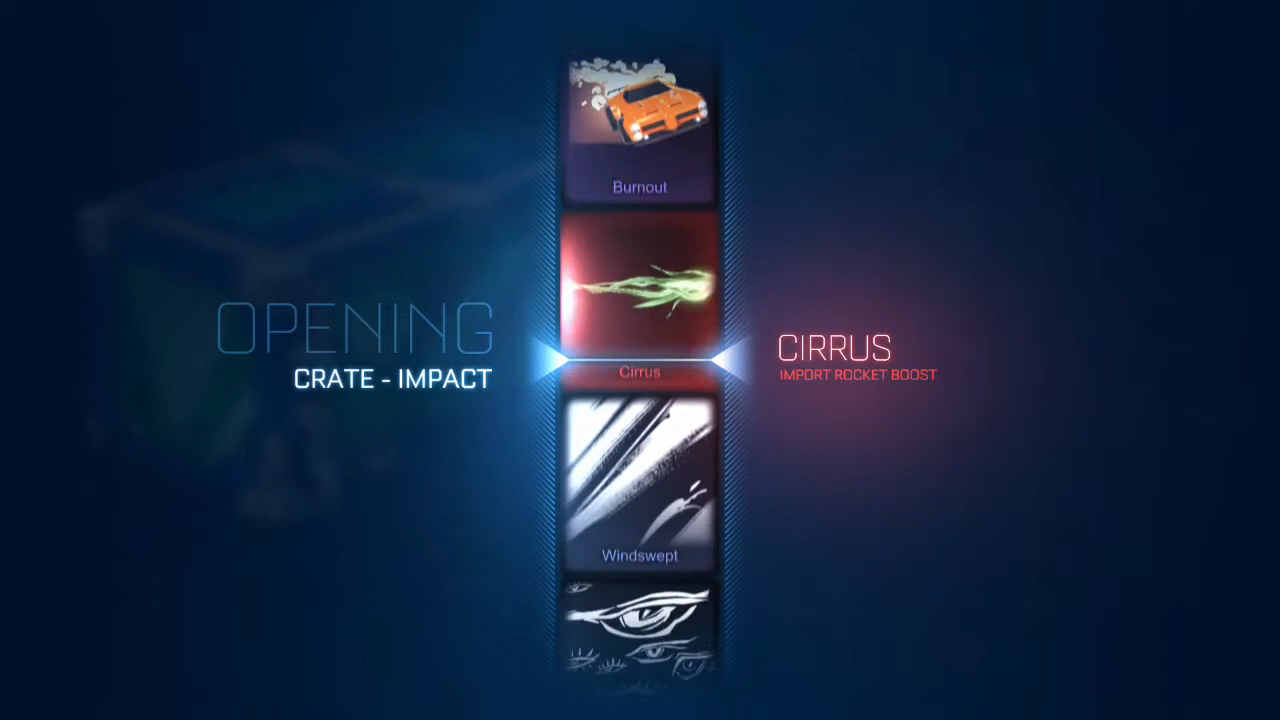 Burnout
OPENING
CRATE - IMPACT
CIRRUS
IMPORT ROCKET BOOST
Cirrus
Windswept